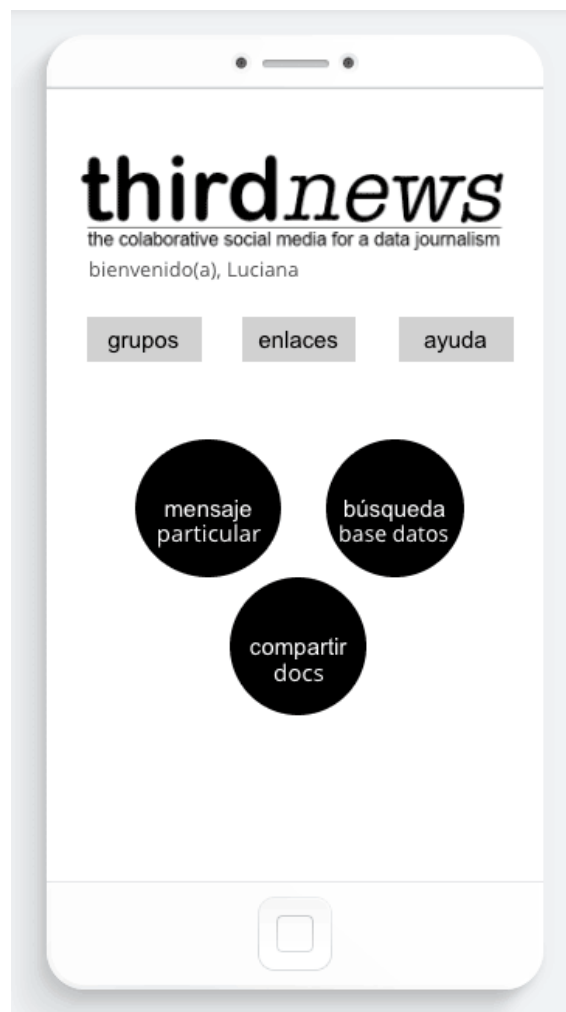 thirdnews
the colaborative social media for a data journalism
bienvenido(a), Luciana
grupos enlaces ayuda
mensaje
particular
búsqueda
base datos
compartir
docs